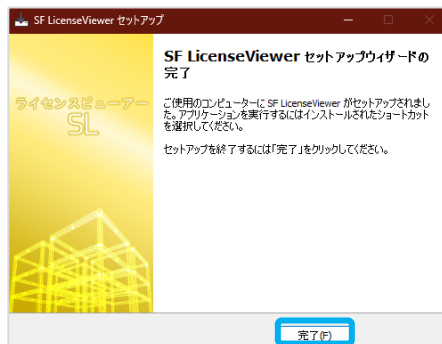 SF LicenseViewer セットアップ
SF LicenseViewer セットアップウィザードの
完了
ライセンスビューアー
SL
ご使用のコンピューターに SF LicenseViewer がセットアップされまし
た。アプリケーションを実行するにはインストールされたショートカット
を選択してください。
セットアップを終了するには「完了」をクリックしてください。
完了(F)